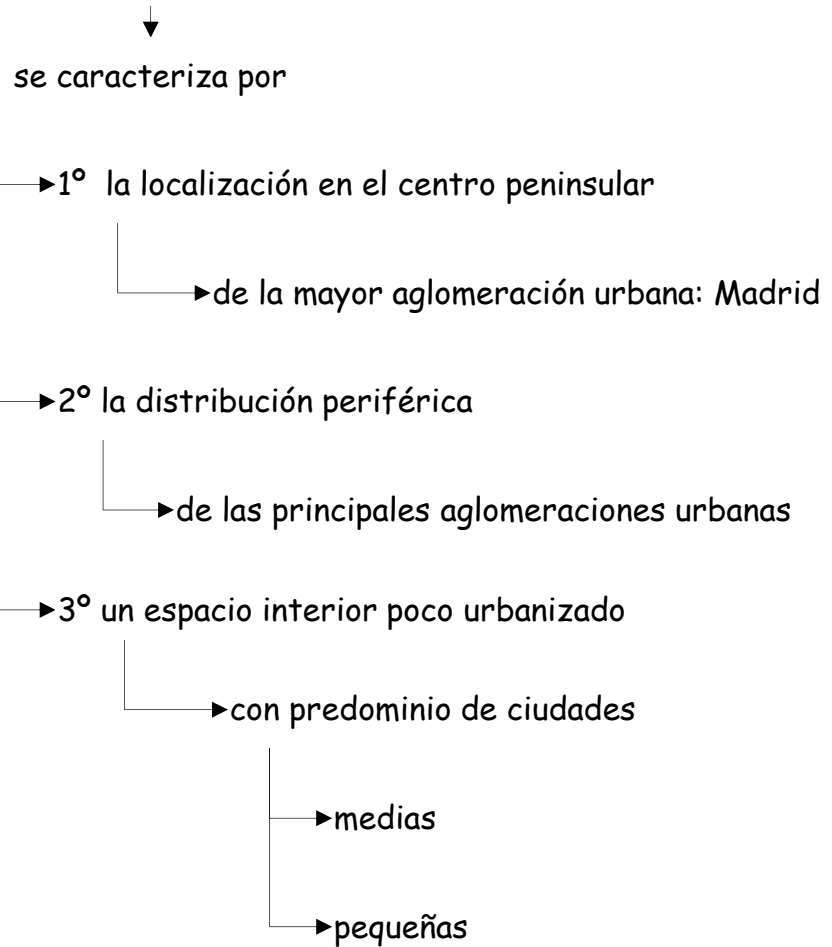 se caracteriza por
1º la localización en el centro peninsular
de la mayor aglomeración urbana: Madrid
2º la distribución periférica
de las principales aglomeraciones urbanas
3º un espacio interior poco urbanizado
con predominio de ciudades
medias
pequeñas